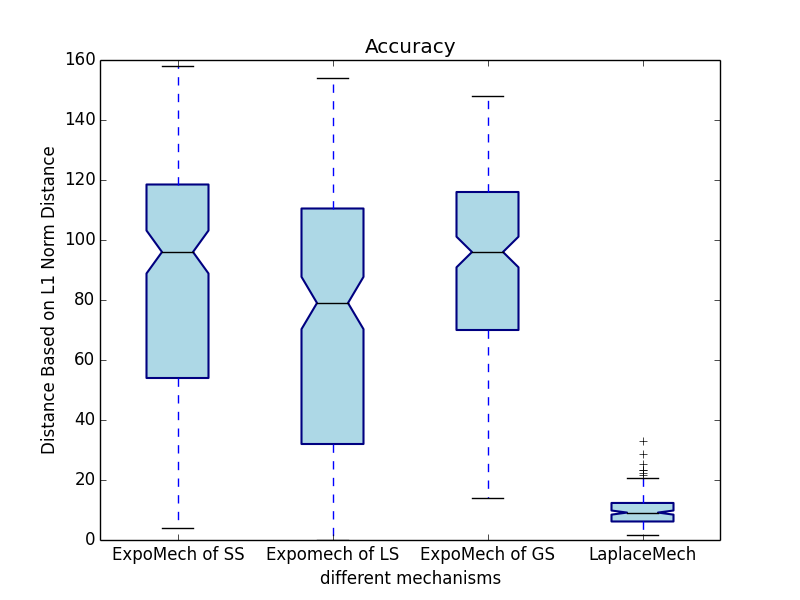 Accuracy
160
140
120
100
80
60
40
20
0
Distance Based on L1 Norm Distance
ExpoMech of SS Expomech of LS ExpoMech of GS LaplaceMech
different mechanisms